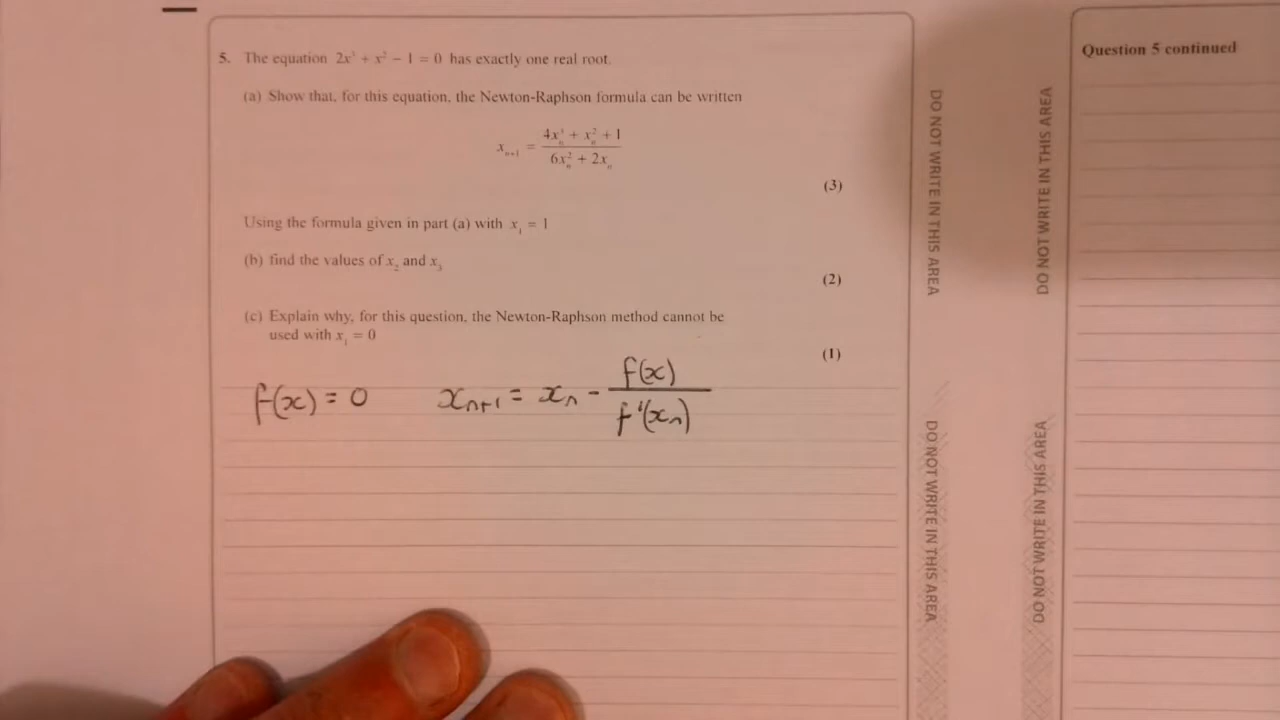 5. The equation 2x³ + x² − 1 = 0 has exactly one real root.
(a) Show that, for this equation, the Newton-Raphson formula can be written
xₙ₊₁ = (4xₙ³ + xₙ² + 1) / (6xₙ² + 2xₙ)
(3)
Using the formula given in part (a) with x₁ = 1
(b) find the values of x₂ and x₃
(2)
(c) Explain why, for this question, the Newton-Raphson method cannot be
used with x₁ = 0
(1)
f(x) = 0    xₙ₊₁ = xₙ − f(x) / f'(xₙ)
DO NOT WRITE IN THIS AREA
DO NOT WRITE IN THIS AREA
DO NOT WRITE IN THIS AREA
DO NOT WRITE IN THIS AREA
Question 5 continued